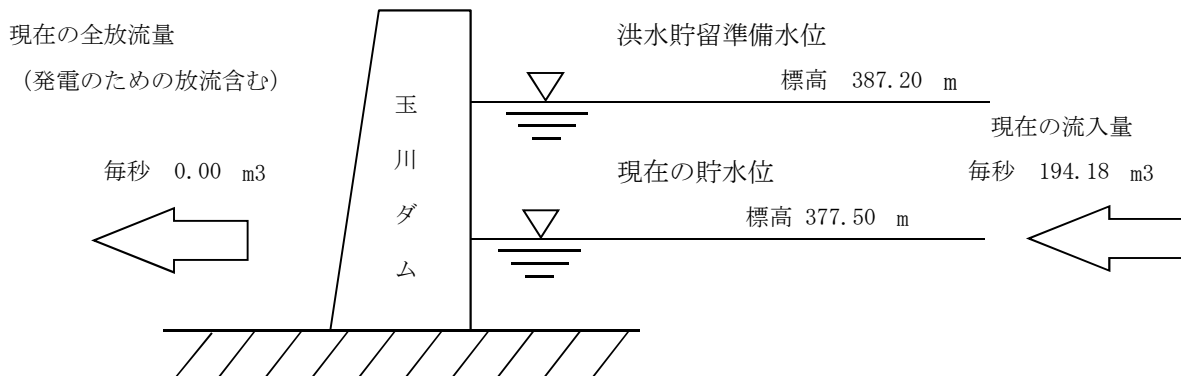 現在の全放流量
（発電のための放流含む）
毎秒 0.00 m3
玉川ダム
洪水貯留準備水位
標高 387.20 m
現在の貯水位
標高 377.50 m
現在の流入量
毎秒 194.18 m3